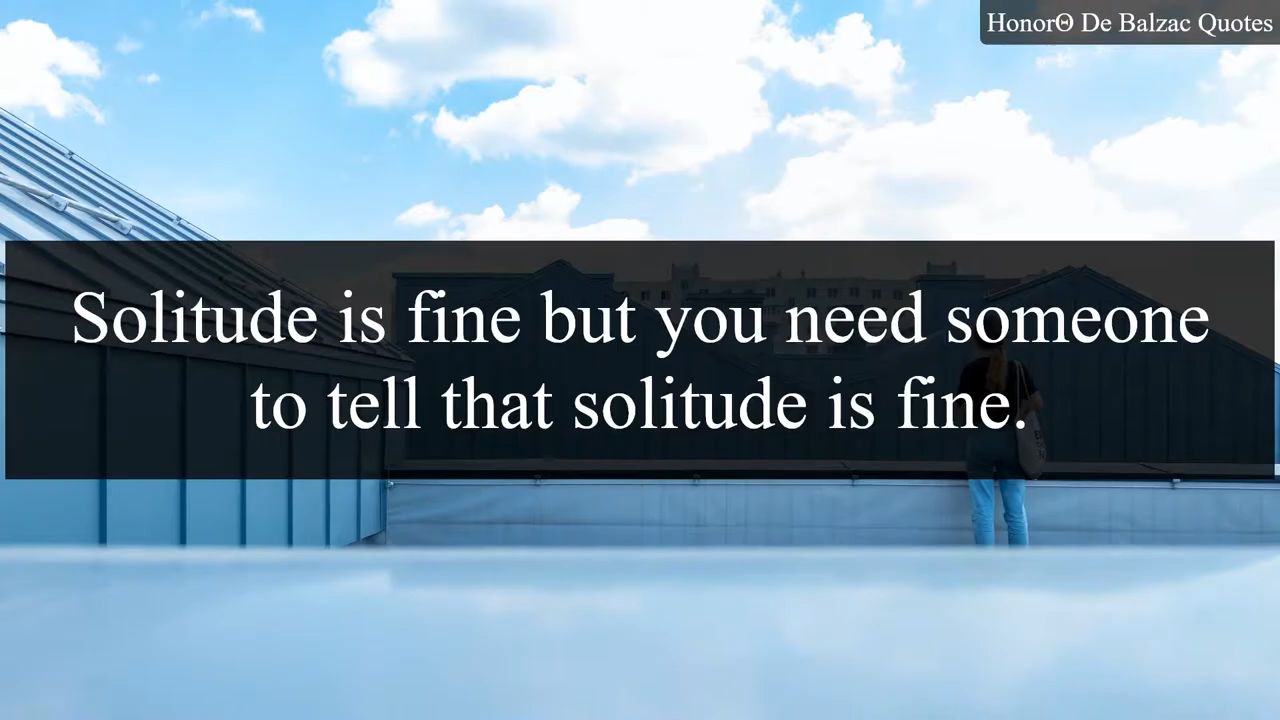 HonorΘ De Balzac Quotes
Solitude is fine but you need someone
to tell that solitude is fine.